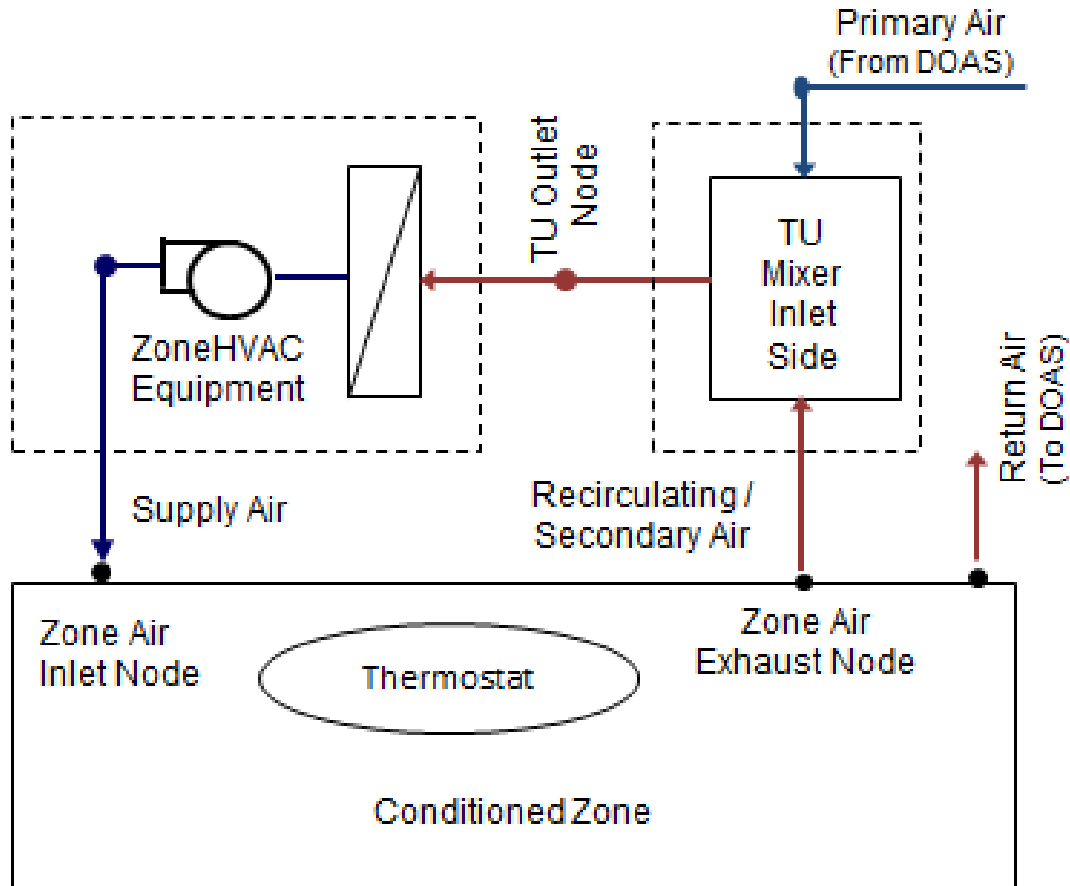 Primary Air
(From DOAS)
TU Outlet
Node
TU
Mixer
Inlet
Side
ZoneHVAC
Equipment
Return Air
(To DOAS)
Supply Air
Recirculating /
Secondary Air
Zone Air
Inlet Node
Thermostat
Zone Air
Exhaust Node
Conditioned Zone